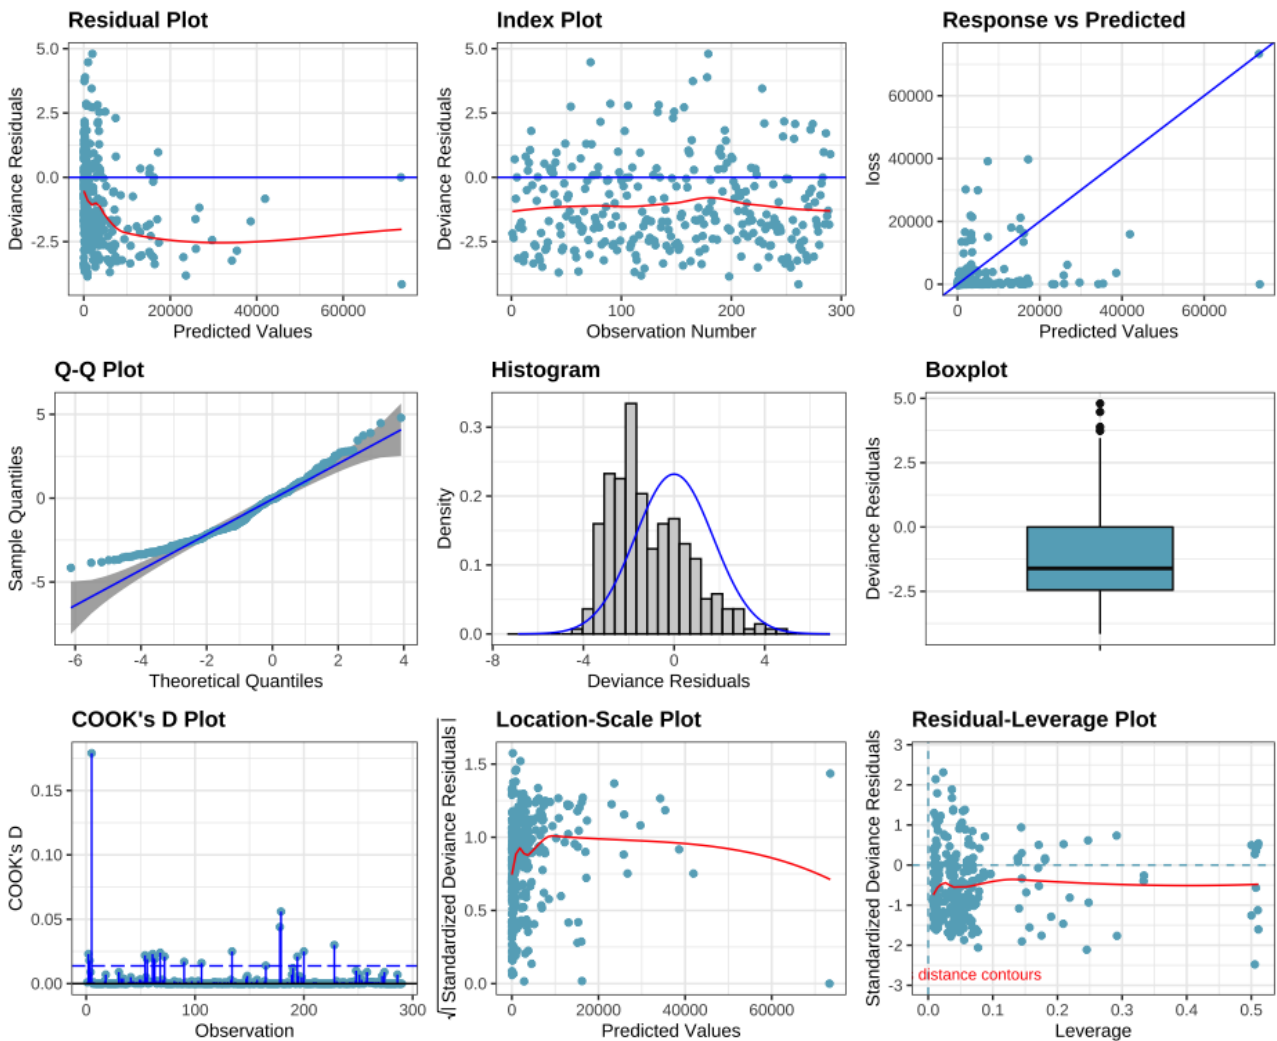 Residual Plot
Deviance Residuals
5.0
2.5
0.0
-2.5
0
20000
40000
60000
Predicted Values
Index Plot
Deviance Residuals
5.0
2.5
0.0
-2.5
0
100
200
300
Observation Number
Response vs Predicted
loss
60000
40000
20000
0
0
20000
40000
60000
Predicted Values
Q-Q Plot
Sample Quantiles
5
0
-5
-6
-4
-2
0
2
4
Theoretical Quantiles
Histogram
Density
0.3
0.2
0.1
0.0
-8
-4
0
4
Deviance Residuals
Boxplot
Deviance Residuals
5.0
2.5
0.0
-2.5
COOK's D Plot
COOK's D
0.15
0.10
0.05
0.00
0
100
200
300
Observation
Location-Scale Plot
√| Standardized Deviance Residuals |
1.5
1.0
0.5
0.0
0
20000
40000
60000
Predicted Values
Residual-Leverage Plot
Standardized Deviance Residuals
3
2
1
0
-1
-2
-3
distance contours
0.0
0.1
0.2
0.3
0.4
0.5
Leverage